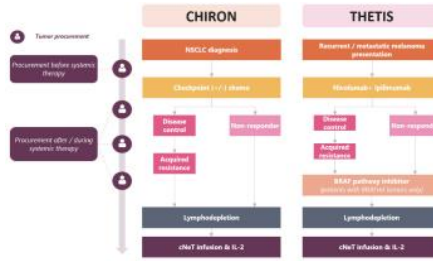 CHIRON
THETIS
Tumor procurement
Procurement before systemic
therapy
Procurement after / during
systemic therapy
NSCLC diagnosis
Checkpoint (+/-) chemo
Disease
control
Non-responder
Acquired
resistance
Lymphodepletion
cNeT infusion & IL-2
Recurrent / metastatic melanoma
presentation
Nivolumab+ Ipilimumab
Disease
control
Non-respond
Acquired
resistance
BRAF pathway inhibitor
Lymphodepletion
cNeT infusion & IL-2